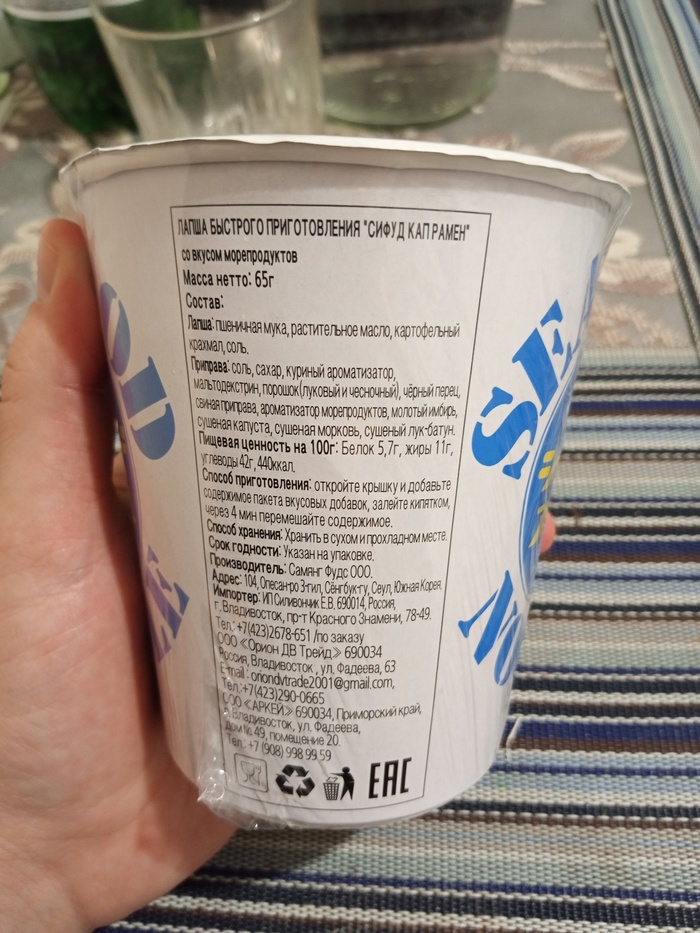 ЛАПША БЫСТРОГО ПРИГОТОВЛЕНИЯ "СИФУД КАП РАМЕН"
со вкусом морепродуктов
Масса нетто: 65г
Состав:
Лапша: пшеничная мука, растительное масло, картофельный
крахмал, соль.
Приправа: соль, сахар, куриный ароматизатор,
мальтодекстрин, порошок(луковый и чесночный), чёрный перец,
свиная приправа, ароматизатор морепродуктов, молотый имбирь,
сушеная капуста, сушеная морковь, сушеный лук-батун.
Пищевая ценность на 100г: Белок 5,7г, жиры 11г,
углеводы 42г, 440ккал.
Способ приготовления: откройте крышку и добавьте
содержимое пакета вкусовых добавок, залейте кипятком,
через 4 мин перемешайте содержимое.
Способ хранения: Хранить в сухом и прохладном месте.
Срок годности: Указан на упаковке.
Производитель: Самянг Фудс ООО.
Адрес: 104, Опесан-ро 3-гил, Сёнгбук-гу, Сеул, Южная Корея.
Импортер: ИП Силивончик Е.В, 690014, Россия,
г. Владивосток, пр-т Красного Знамени, 78-49.
Тел.: +7(423)2678-651 /по заказу
ООО «Орион ДВ Трейд» 690034
Россия, Владивосток , ул. Фадеева, 63
E-mail : oriondvtrade2001@gmail.com,
Тел.:+7(423)290-0665
ООО «АРКЕЙ» 690034, Приморский край,
г. Владивосток, ул. Фадеева,
дом № 49, помещение 20.
Тел.: +7 (908) 998 99 59
EAC
OD
E
SEA
NO